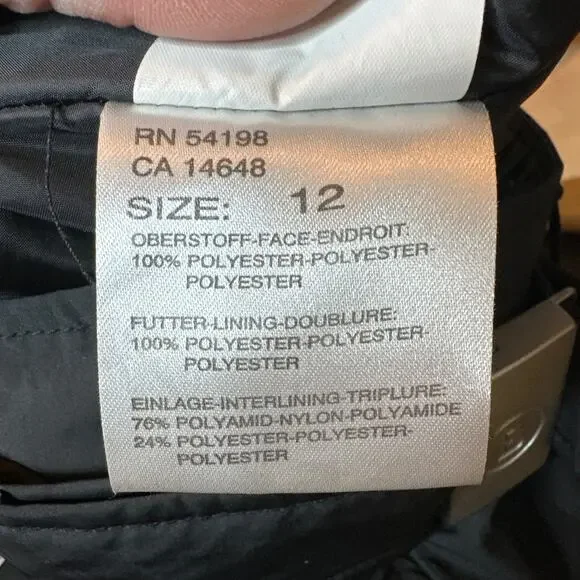 RN 54198
CA 14648
SIZE: 12
OBERSTOFF-FACE-ENDROIT:
100% POLYESTER-POLYESTER-
POLYESTER
FUTTER-LINING-DOUBLURE:
100% POLYESTER-POLYESTER-
POLYESTER
EINLAGE-INTERLINING-TRIPLURE:
76% POLYAMID-NYLON-POLYAMIDE
24% POLYESTER-POLYESTER-
POLYESTER